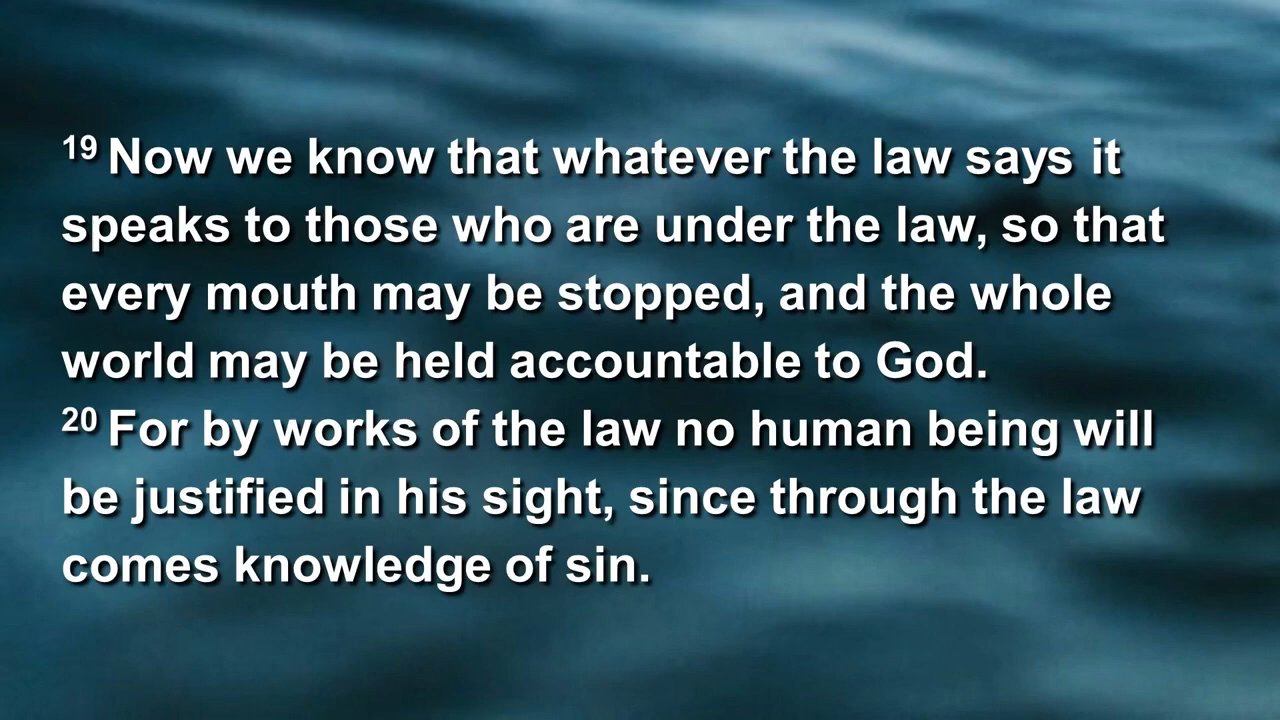 19 Now we know that whatever the law says it
speaks to those who are under the law, so that
every mouth may be stopped, and the whole
world may be held accountable to God.
20 For by works of the law no human being will
be justified in his sight, since through the law
comes knowledge of sin.